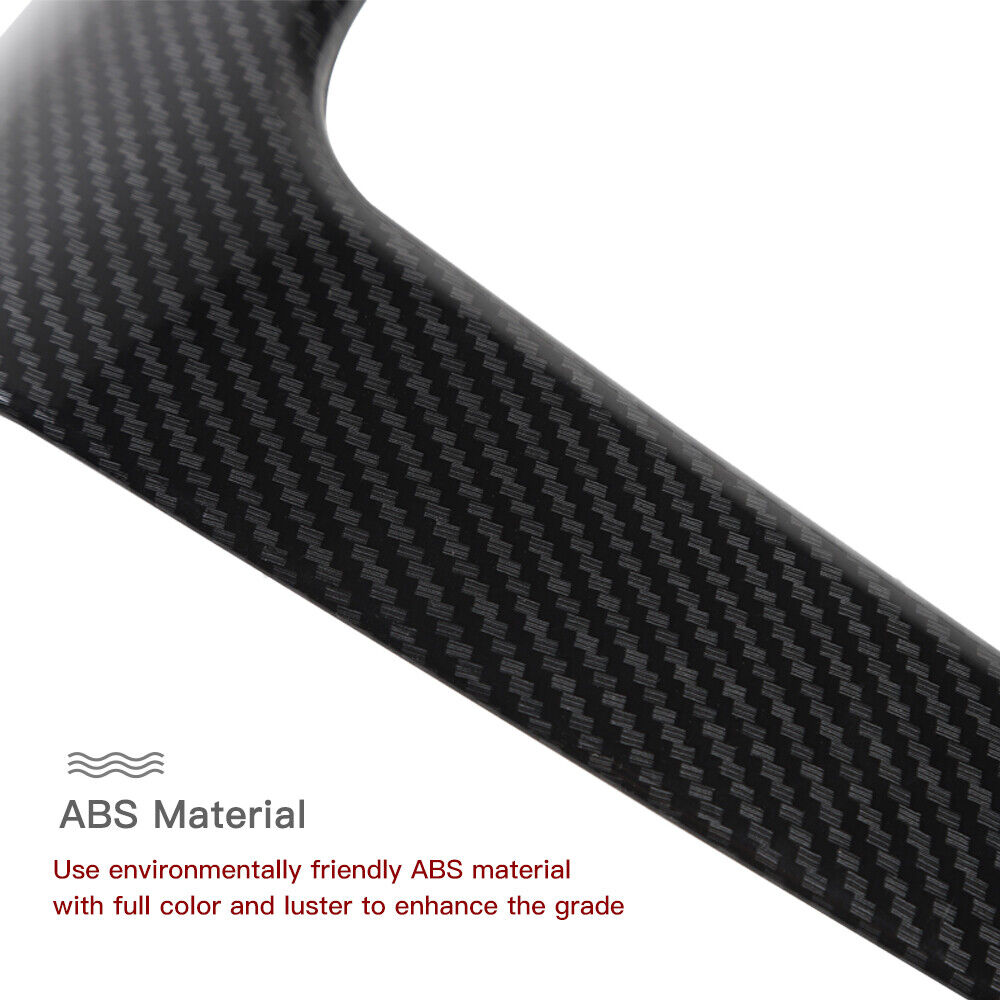 ABS Material
Use environmentally friendly ABS material
with full color and luster to enhance the grade